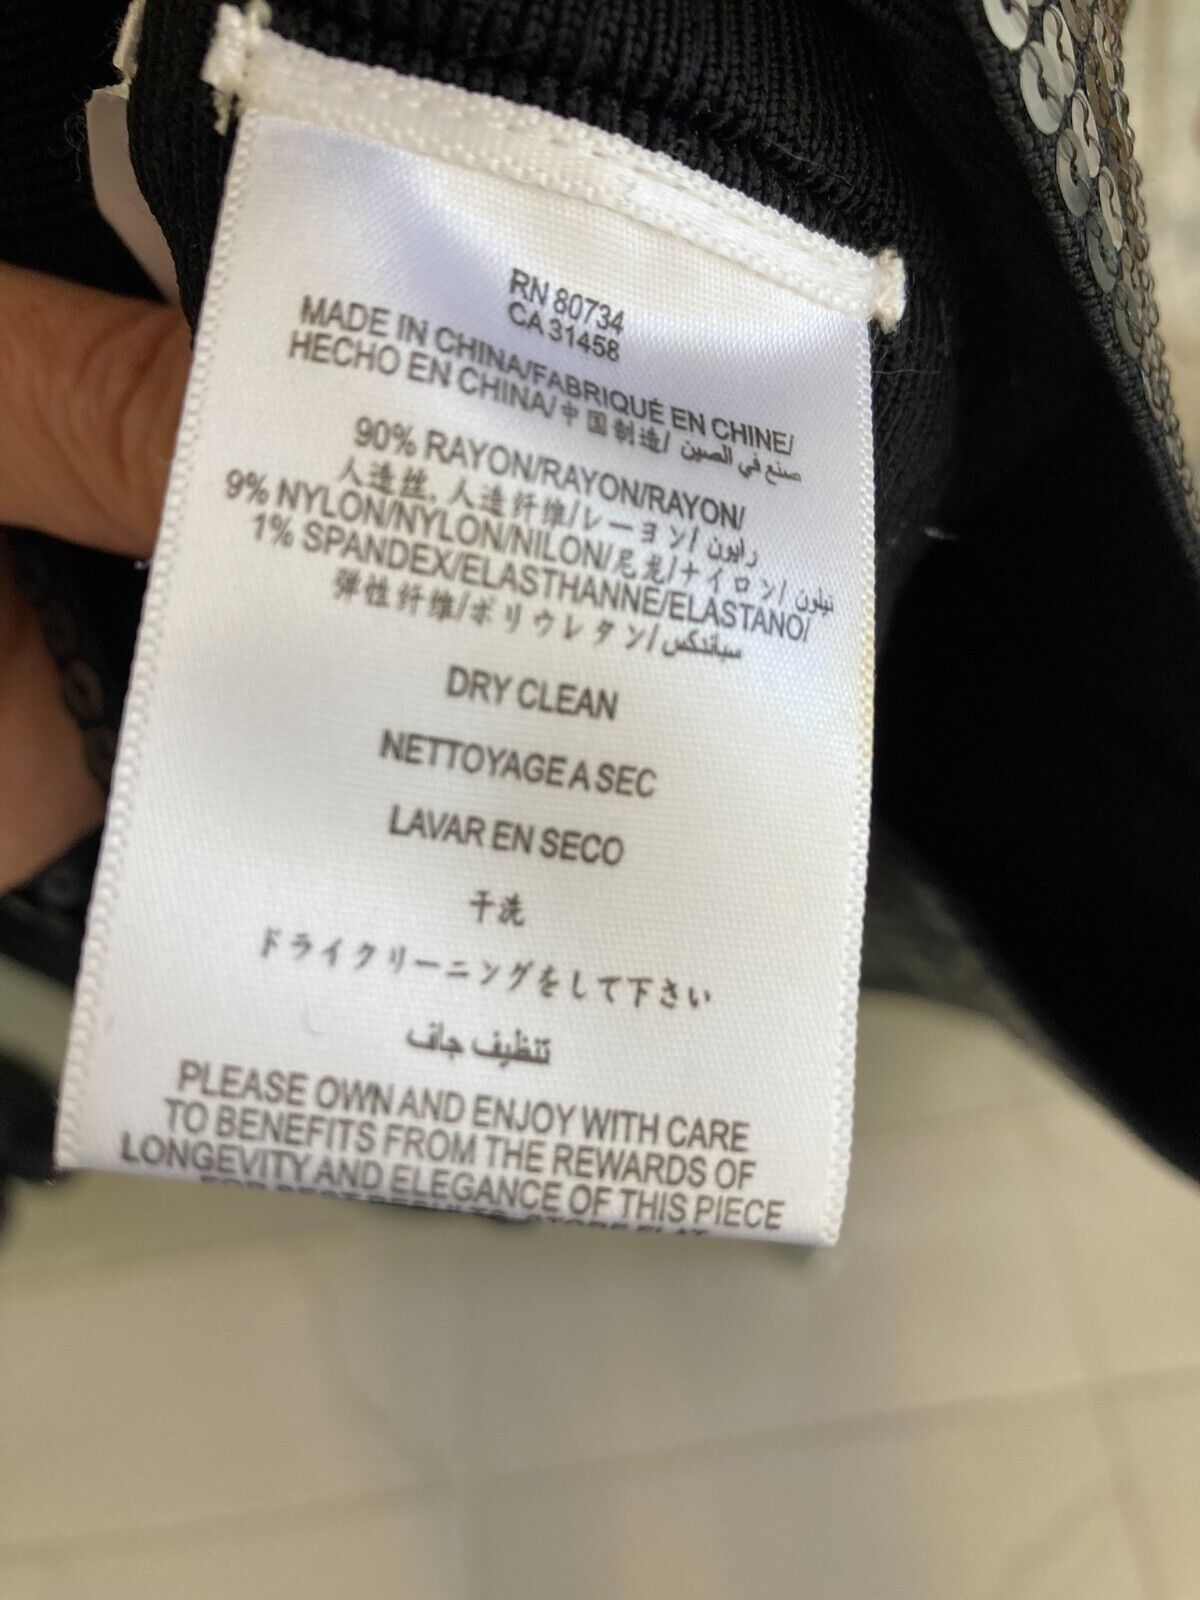 RN 80734
CA 31458
MADE IN CHINA/FABRIQUÉ EN CHINE/
HECHO EN CHINA/中国制造/ صنع في الصين
90% RAYON/RAYON/RAYON/
人造丝, 人造纤维/レーヨン/ رايون
9% NYLON/NYLON/NILON/尼龙/ナイロン/ نيلون
1% SPANDEX/ELASTHANNE/ELASTANO/
弹性纤维/ポリウレタン/ سباندكس
DRY CLEAN
NETTOYAGE A SEC
LAVAR EN SECO
干洗
ドライクリーニングをして下さい
تنظيف جاف
PLEASE OWN AND ENJOY WITH CARE
TO BENEFITS FROM THE REWARDS OF
LONGEVITY AND ELEGANCE OF THIS PIECE